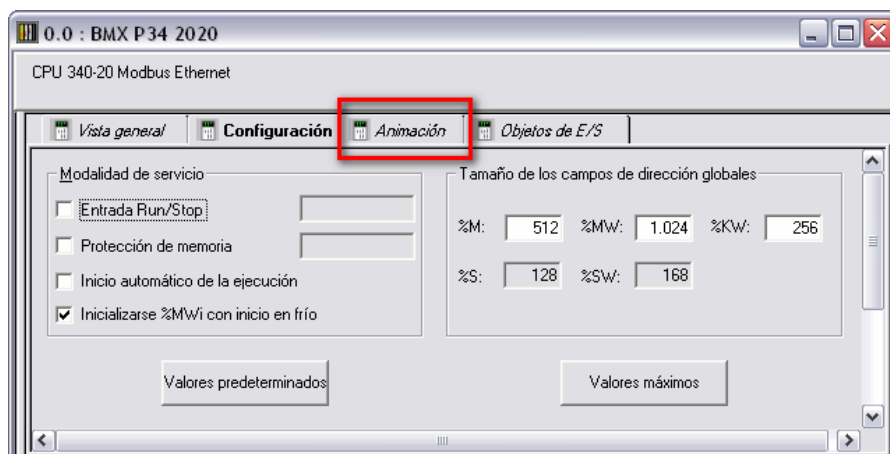 0.0 : BMX P34 2020
CPU 340-20 Modbus Ethernet
Vista general Configuración Animación Objetos de E/S
Modalidad de servicio
Entrada Run/Stop
Protección de memoria
Inicio automático de la ejecución
Inicializarse %MWi con inicio en frío
Tamaño de los campos de dirección globales
%M: 512 %MW: 1.024 %KW: 256
%S: 128 %SW: 168
Valores predeterminados
Valores máximos